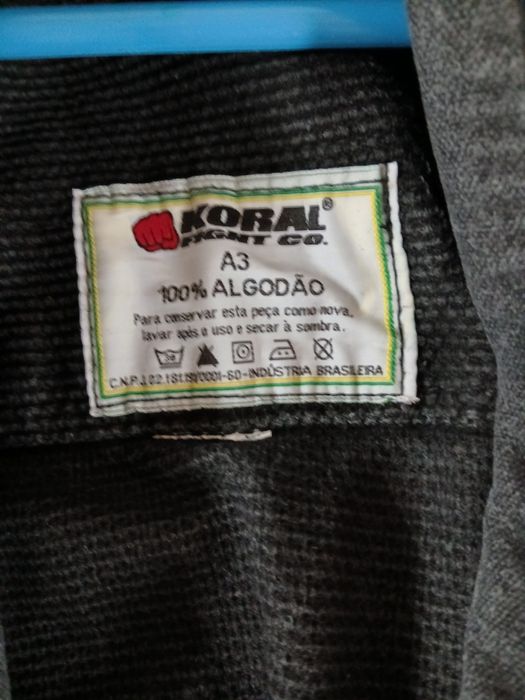 KORAL®
FIGHT CO.
A3
100% ALGODÃO
Para conservar esta peça como nova,
lavar após o uso e secar à sombra.
-INDÚSTRIA BRASILEIRA